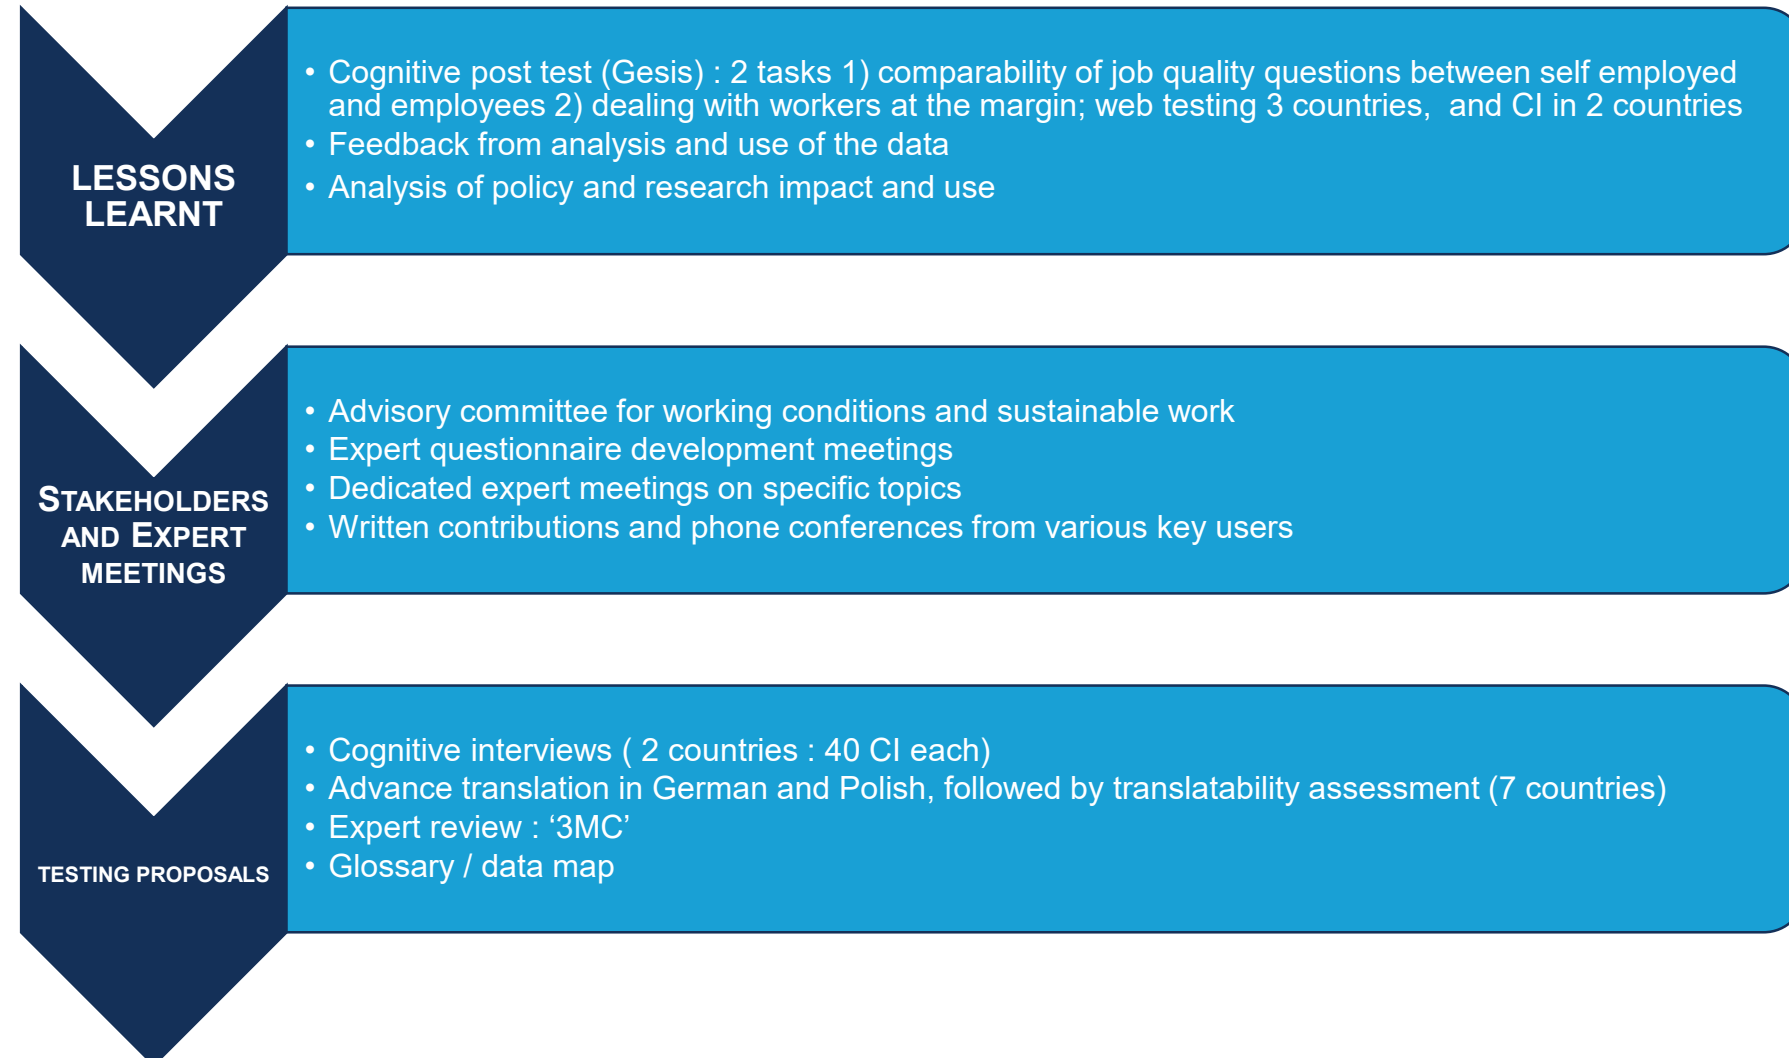 LESSONS
LEARNT
• Cognitive post test (Gesis) : 2 tasks 1) comparability of job quality questions between self employed
and employees 2) dealing with workers at the margin; web testing 3 countries,  and CI in 2 countries
• Feedback from analysis and use of the data
• Analysis of policy and research impact and use
STAKEHOLDERS
AND EXPERT
MEETINGS
• Advisory committee for working conditions and sustainable work
• Expert questionnaire development meetings
• Dedicated expert meetings on specific topics
• Written contributions and phone conferences from various key users
TESTING PROPOSALS
• Cognitive interviews ( 2 countries : 40 CI each)
• Advance translation in German and Polish, followed by translatability assessment (7 countries)
• Expert review : ‘3MC’
• Glossary / data map